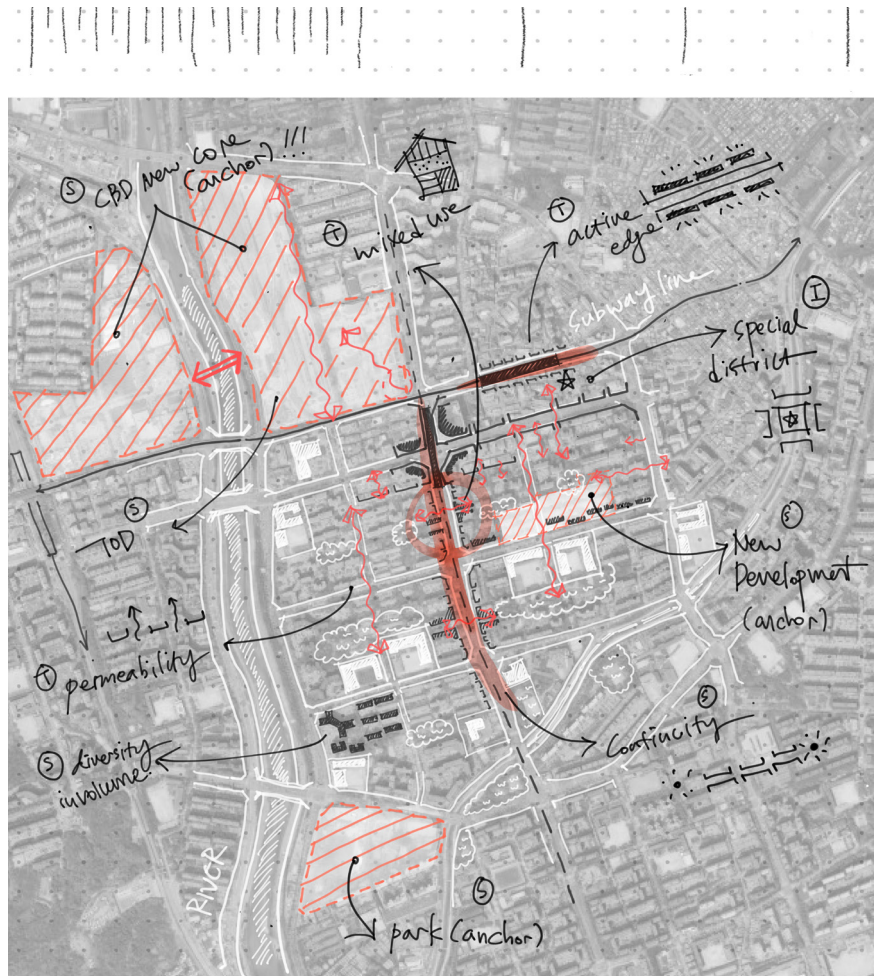 Ⓢ CBD New Core
(anchor) !!!
Ⓣ
mixed use
Ⓣ active
edge
subway line
Ⓘ
special
district
Ⓢ
TOD
New Ⓢ
Development
(anchor)
Ⓣ permeability
Ⓢ
Continuity
Ⓢ diversity
in volume
RIVER
Ⓢ
park (anchor)